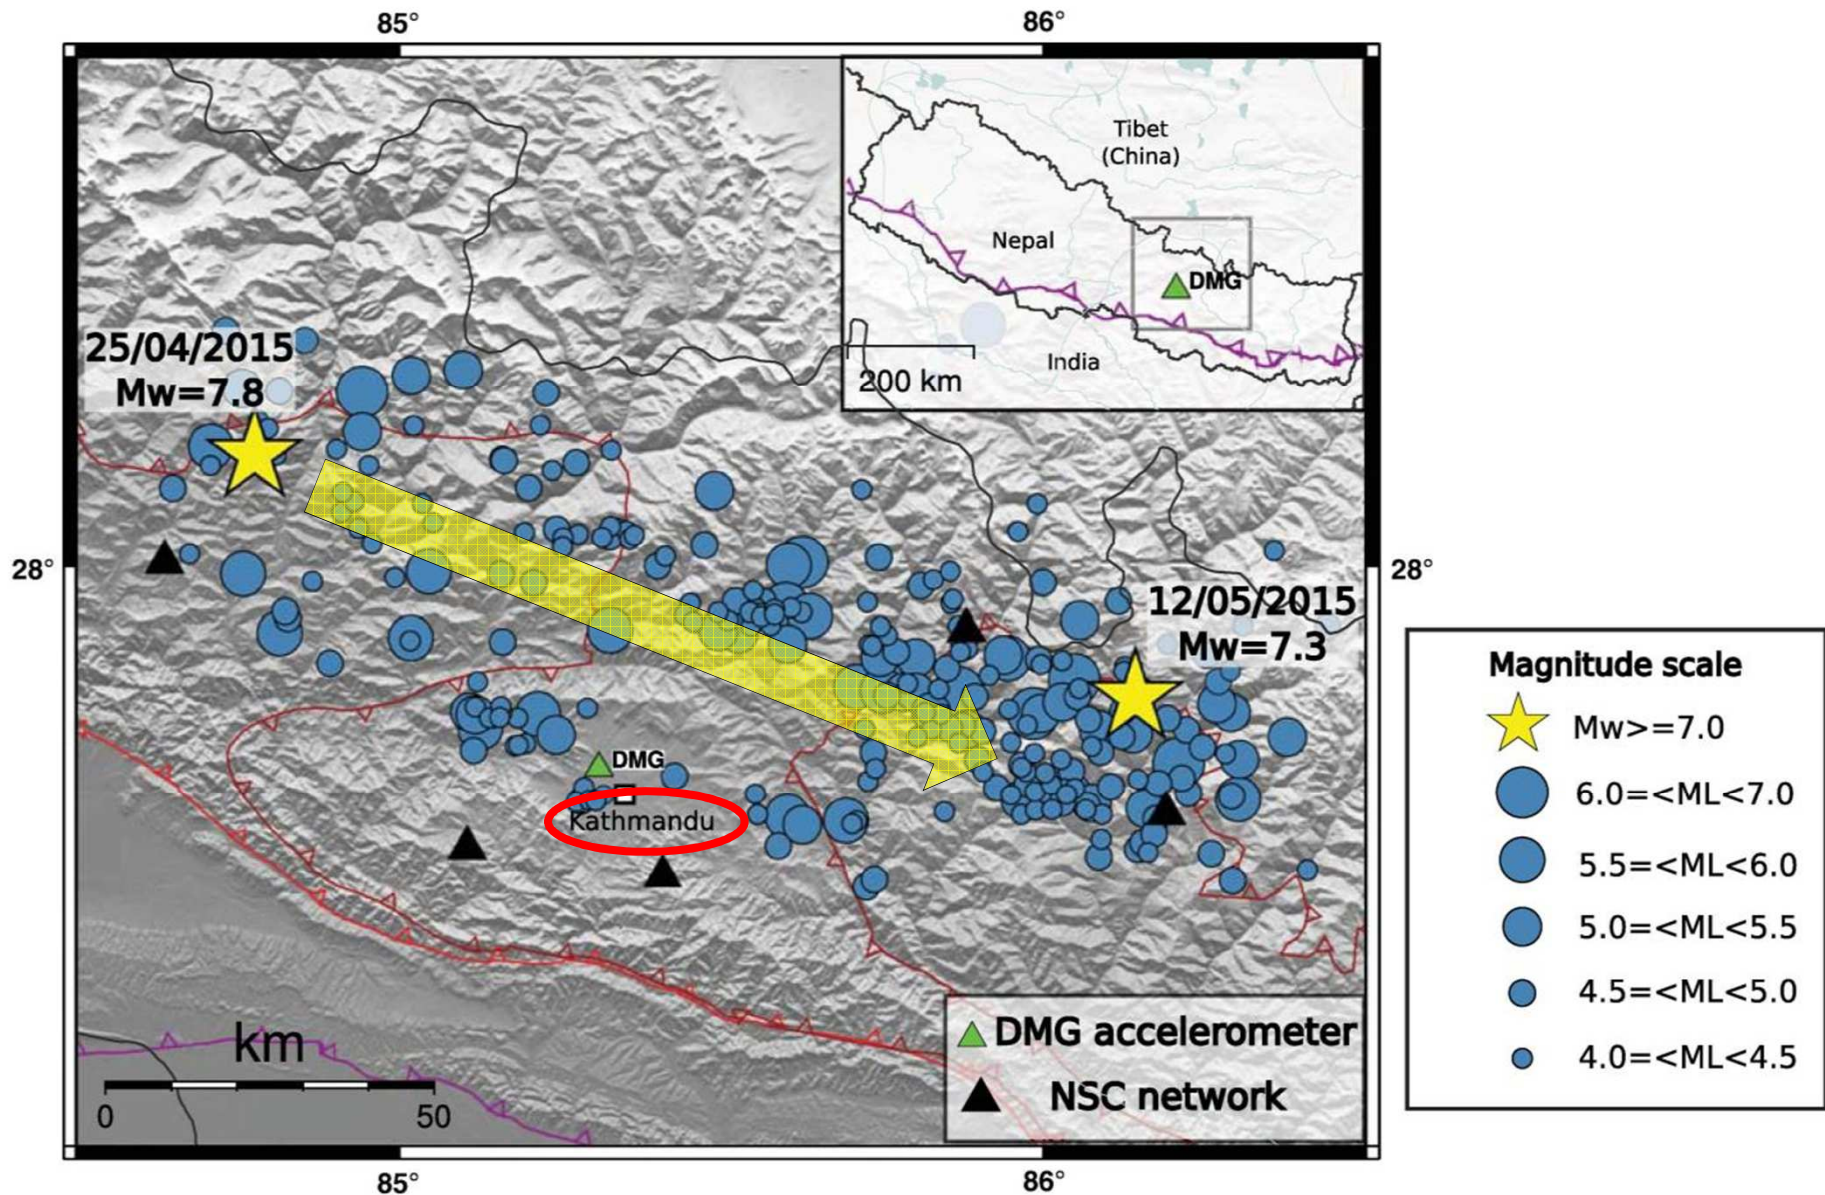 85°
86°
Tibet
(China)
Nepal
DMG
India
200 km
25/04/2015
Mw=7.8
28°
28°
12/05/2015
Mw=7.3
DMG
Kathmandu
km
0
50
DMG accelerometer
NSC network
85°
86°
Magnitude scale
Mw>=7.0
6.0=<ML<7.0
5.5=<ML<6.0
5.0=<ML<5.5
4.5=<ML<5.0
4.0=<ML<4.5